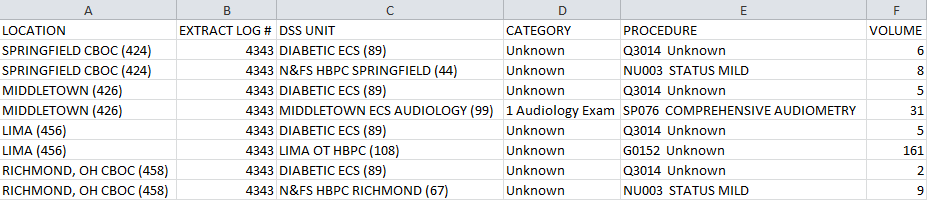 A B C D E F
LOCATION EXTRACT LOG # DSS UNIT CATEGORY PROCEDURE VOLUME
SPRINGFIELD CBOC (424) 4343 DIABETIC ECS (89) Unknown Q3014 Unknown 6
SPRINGFIELD CBOC (424) 4343 N&FS HBPC SPRINGFIELD (44) Unknown NU003 STATUS MILD 8
MIDDLETOWN (426) 4343 DIABETIC ECS (89) Unknown Q3014 Unknown 5
MIDDLETOWN (426) 4343 MIDDLETOWN ECS AUDIOLOGY (99) 1 Audiology Exam SP076 COMPREHENSIVE AUDIOMETRY 31
LIMA (456) 4343 DIABETIC ECS (89) Unknown Q3014 Unknown 5
LIMA (456) 4343 LIMA OT HBPC (108) Unknown G0152 Unknown 161
RICHMOND, OH CBOC (458) 4343 DIABETIC ECS (89) Unknown Q3014 Unknown 2
RICHMOND, OH CBOC (458) 4343 N&FS HBPC RICHMOND (67) Unknown NU003 STATUS MILD 9